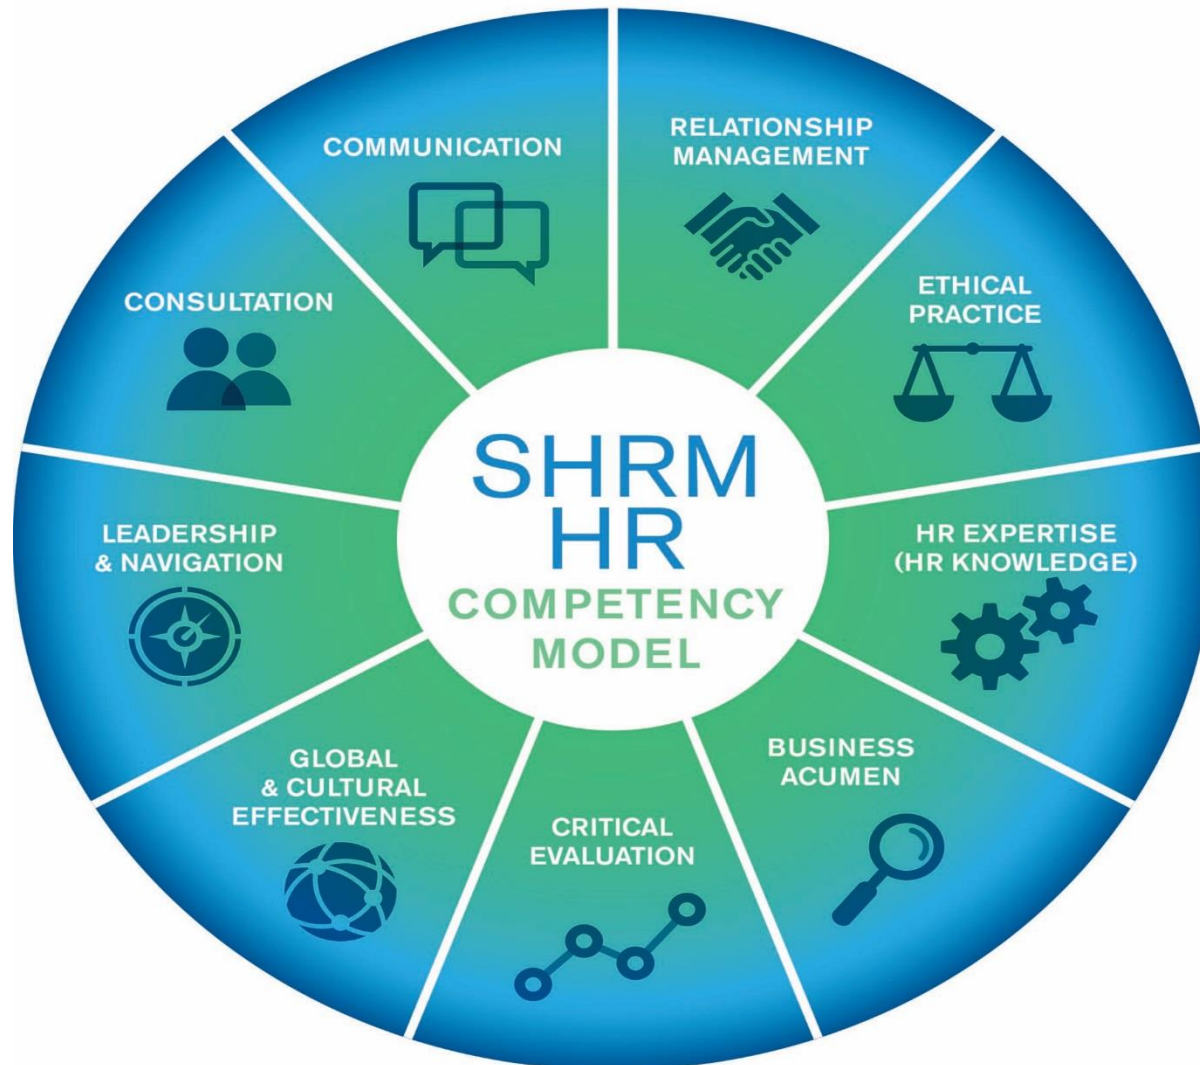 SHRM
HR
COMPETENCY
MODEL
COMMUNICATION
RELATIONSHIP
MANAGEMENT
ETHICAL
PRACTICE
HR EXPERTISE
(HR KNOWLEDGE)
BUSINESS
ACUMEN
CRITICAL
EVALUATION
GLOBAL
& CULTURAL
EFFECTIVENESS
LEADERSHIP
& NAVIGATION
CONSULTATION